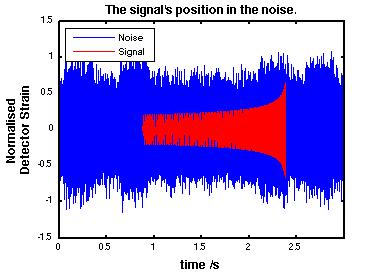 The signal's position in the noise.
1.5
Noise
Signal
1
0.5
0
-0.5
-1
-1.5
Normalised
Detector Strain
0 0.5 1 1.5 2 2.5
time /s